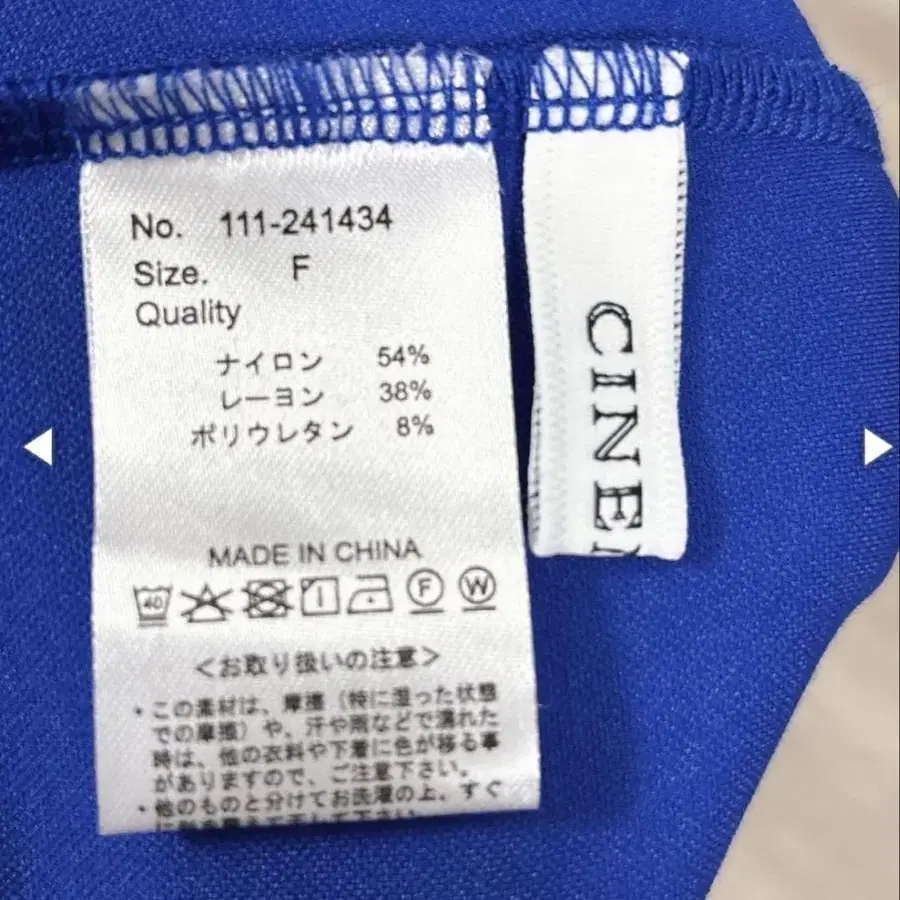 No. 111-241434
Size. F
Quality
ナイロン 54%
レーヨン 38%
ポリウレタン 8%
MADE IN CHINA
40 F W
<お取り扱いの注意>
・この素材は、摩擦（特に湿った状態
での摩擦）や、汗や雨などで濡れた
時は、他の衣料や下着に色が移る事
がありますので、ご注意下さい。
・他のものと分けてお洗濯の上、すぐ
CINE